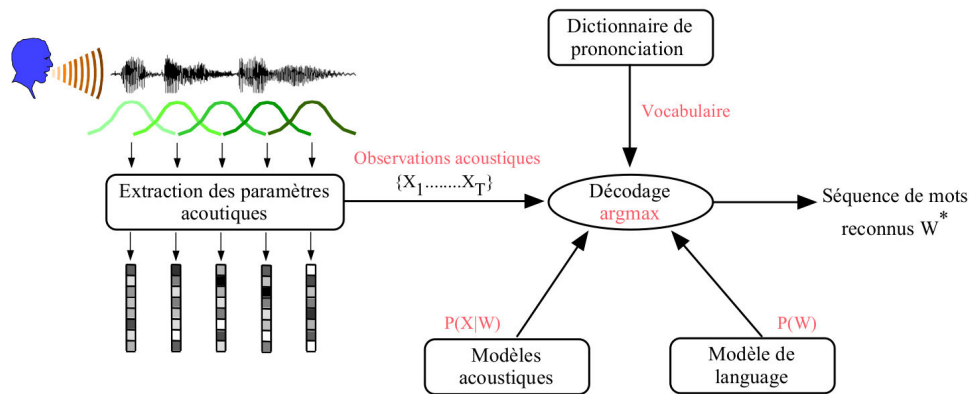 Dictionnaire de
prononciation
Vocabulaire
Observations acoustiques
{X1........XT}
Extraction des paramètres
acoutiques
Décodage
argmax
Séquence de mots
reconnus W*
P(X|W)
P(W)
Modèles
acoustiques
Modèle de
language